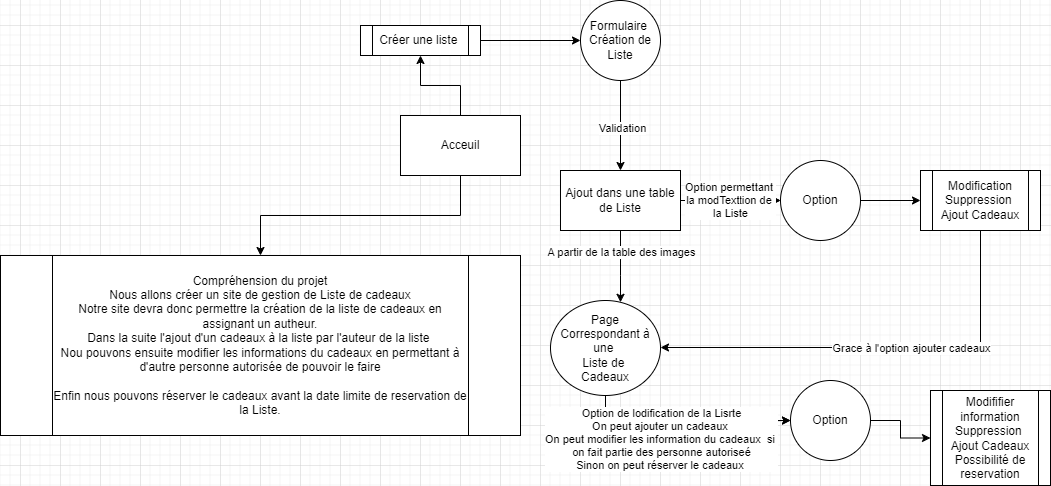 Créer une liste
Formulaire
Création de
Liste
Acceuil
Validation
Ajout dans une table
de Liste
Option permettant
la modTexttion de
la Liste
Option
Modification
Suppression
Ajout Cadeaux
A partir de la table des images
Compréhension du projet
Nous allons créer un site de gestion de Liste de cadeaux
Notre site devra donc permettre la création de la liste de cadeaux en
assignant un autheur.
Dans la suite l'ajout d'un cadeaux à la liste par l'auteur de la liste
Nou pouvons ensuite modifier les informations du cadeaux en permettant à
d'autre personne autorisée de pouvoir le faire
Enfin nous pouvons réserver le cadeaux avant la date limite de reservation de
la Liste.
Page
Correspondant à
une
Liste de
Cadeaux
Grace à l'option ajouter cadeaux
Option de lodification de la Lisrte
On peut ajouter un cadeaux
On peut modifier les information du cadeaux si
on fait partie des personne autoriseé
Sinon on peut réserver le cadeaux
Option
Modififier
information
Suppression
Ajout Cadeaux
Possibilité de
reservation